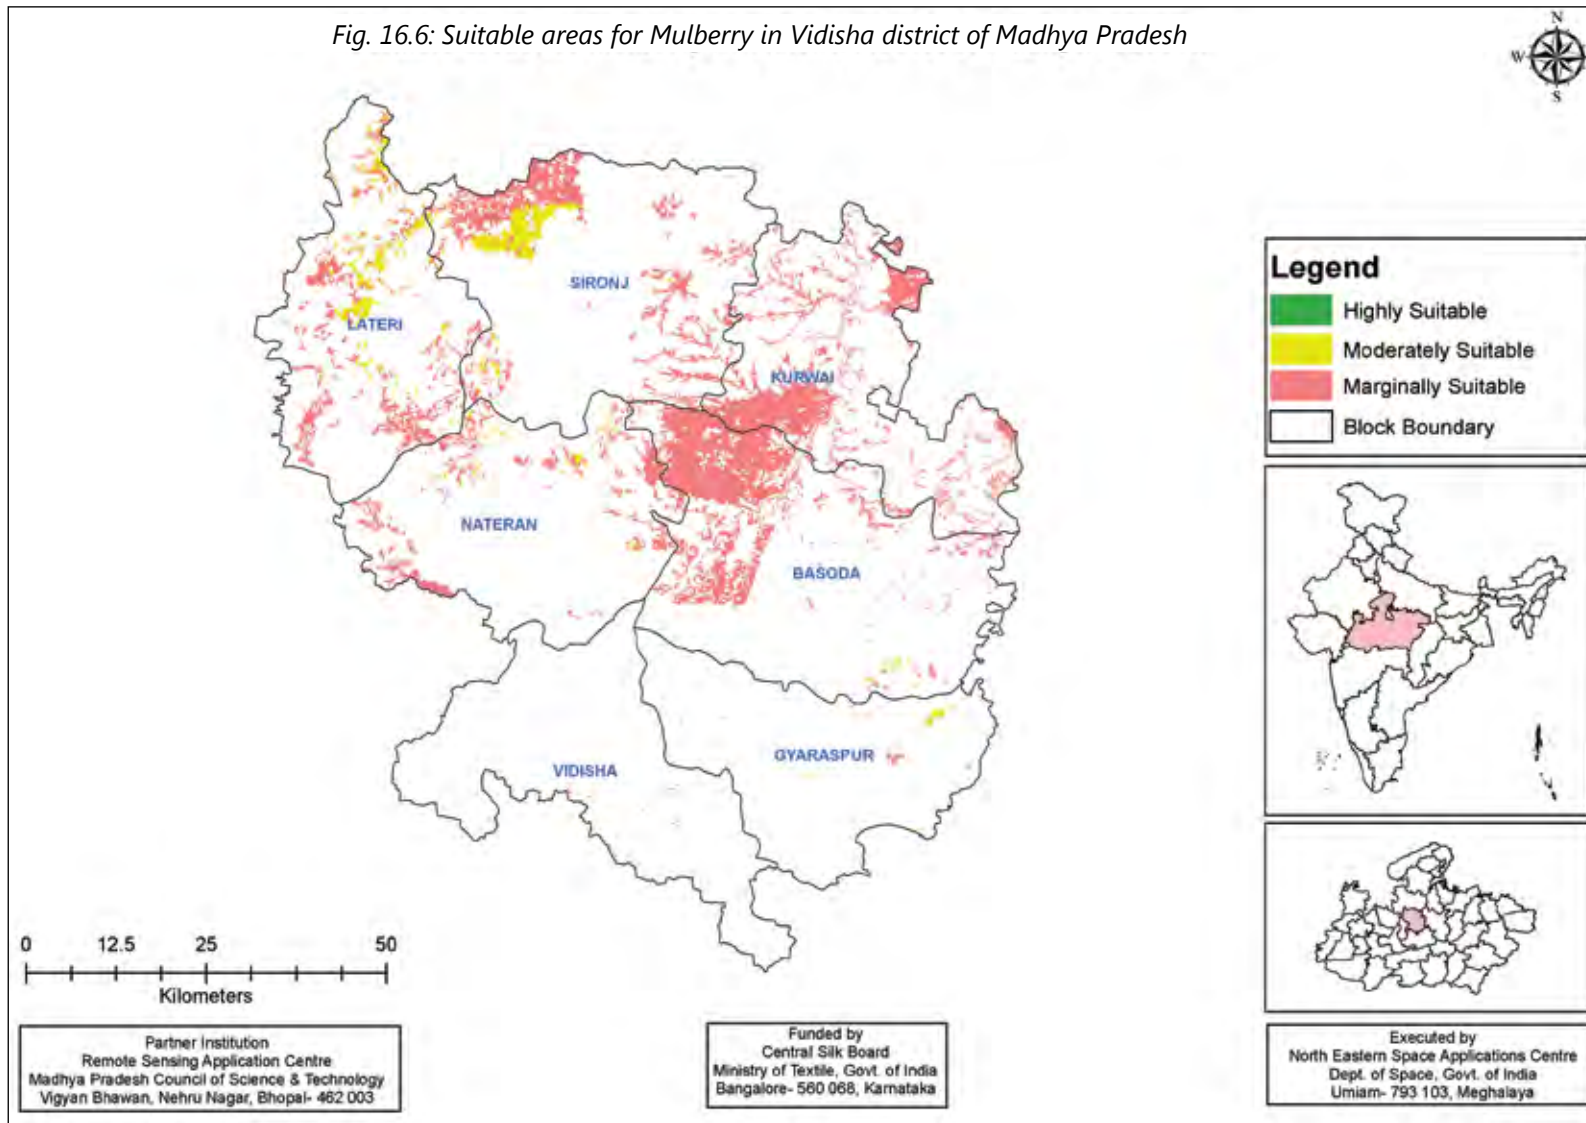 Fig. 16.6: Suitable areas for Mulberry in Vidisha district of Madhya Pradesh
N
W
S
SIRONJ
LATERI
KURWAI
NATERAN
BASODA
GYARASPUR
VIDISHA
Legend
Highly Suitable
Moderately Suitable
Marginally Suitable
Block Boundary
0 12.5 25 50
Kilometers
Partner Institution
Remote Sensing Application Centre
Madhya Pradesh Council of Science & Technology
Vigyan Bhawan, Nehru Nagar, Bhopal- 462 003
Funded by
Central Silk Board
Ministry of Textile, Govt. of India
Bangalore- 560 068, Karnataka
Executed by
North Eastern Space Applications Centre
Dept. of Space, Govt. of India
Umiam- 793 103, Meghalaya